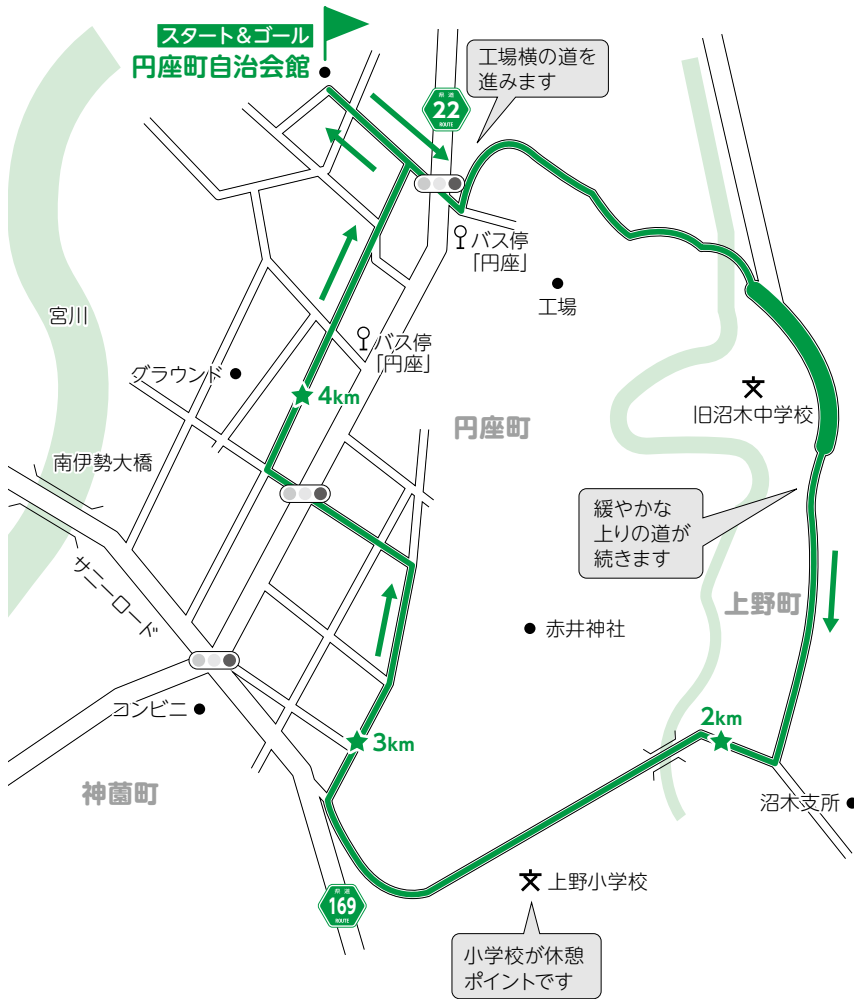 スタート&ゴール
円座町自治会館
工場横の道を
進みます
県道
22
ROUTE
バス停
「円座」
工場
宮川
バス停
「円座」
グラウンド
4km
円座町
旧沼木中学校
南伊勢大橋
緩やかな
上りの道が
続きます
サニーロード
上野町
赤井神社
コンビニ
2km
3km
神薗町
沼木支所
上野小学校
県道
169
ROUTE
小学校が休憩
ポイントです